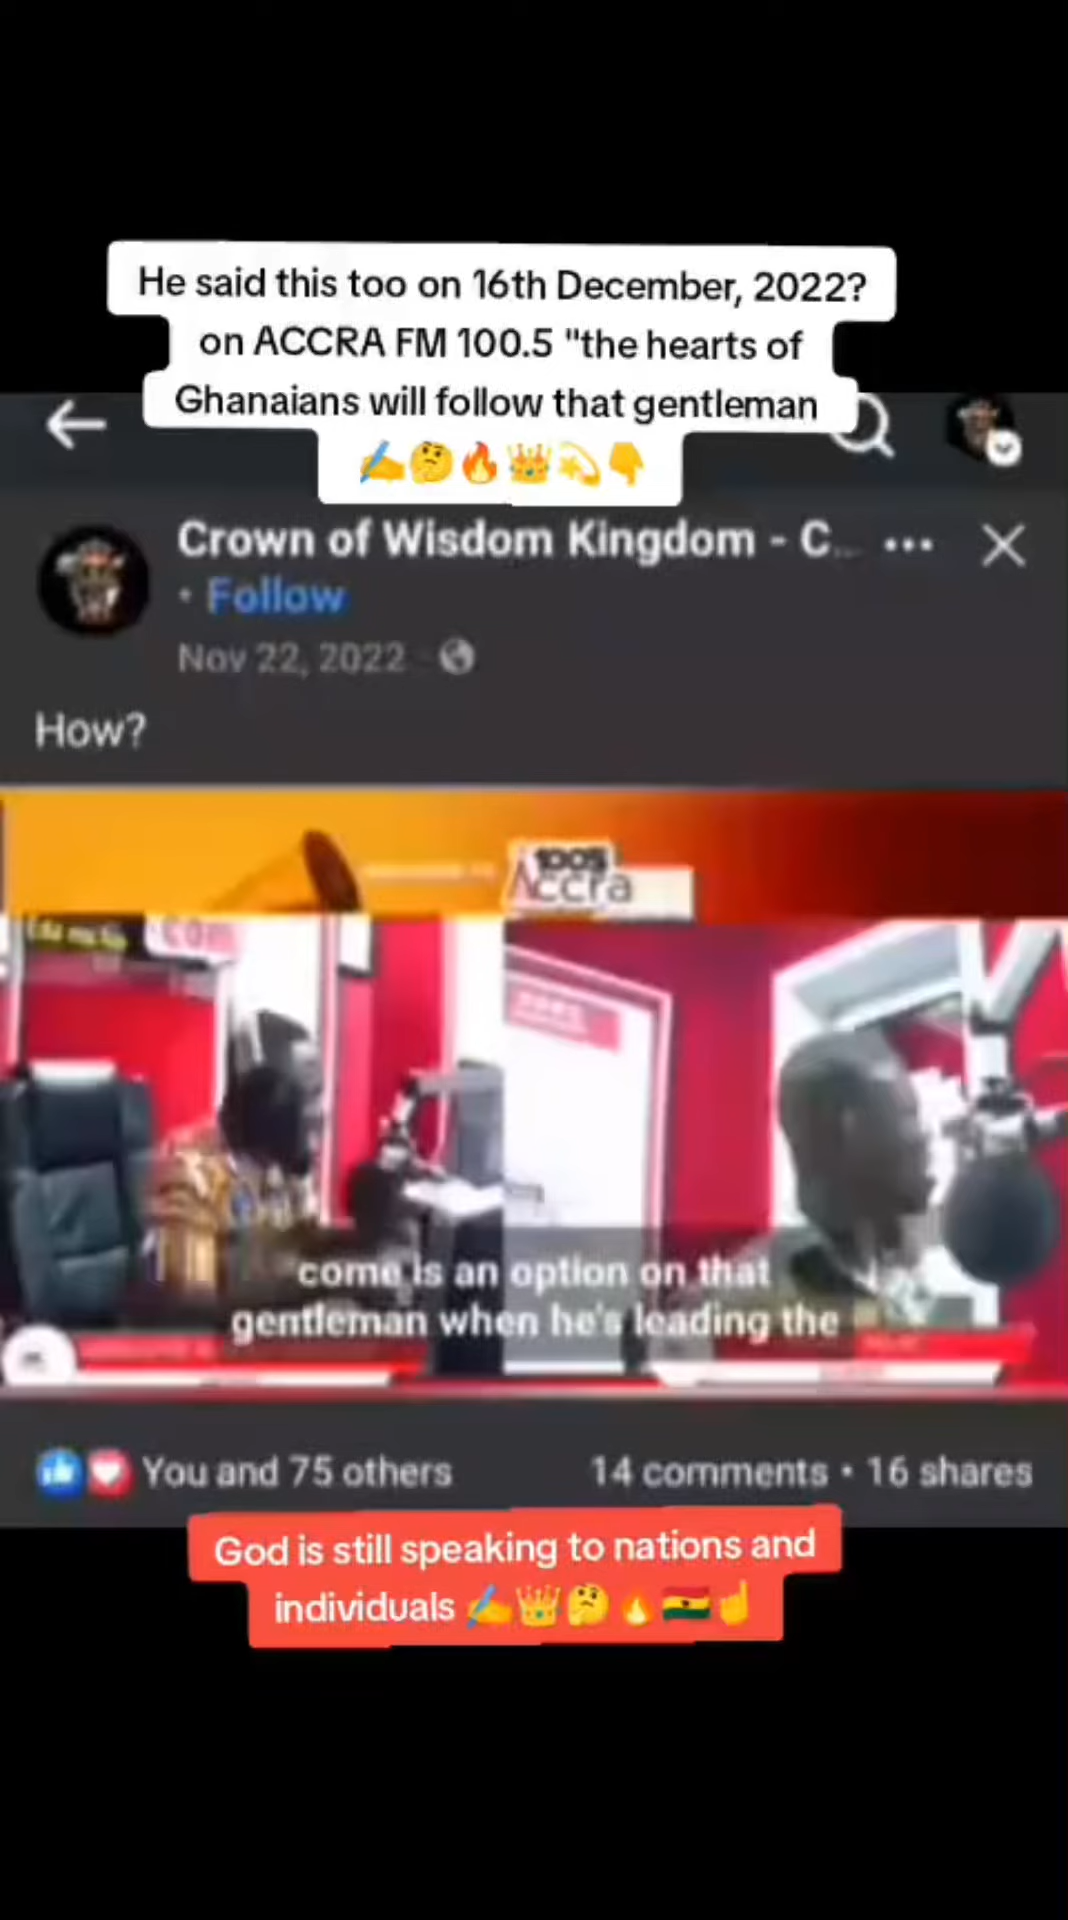 He said this too on 16th December, 2022?
on ACCRA FM 100.5 "the hearts of
Ghanaians will follow that gentleman
✍️🤔🔥👑💫👇
Crown of Wisdom Kingdom - C...
• Follow
Nov 22, 2022
How?
100.5
Accra
.com
come is an option on that
gentleman when he's leading the
You and 75 others
14 comments • 16 shares
God is still speaking to nations and
individuals ✍️👑🤔🔥🇬🇭☝️